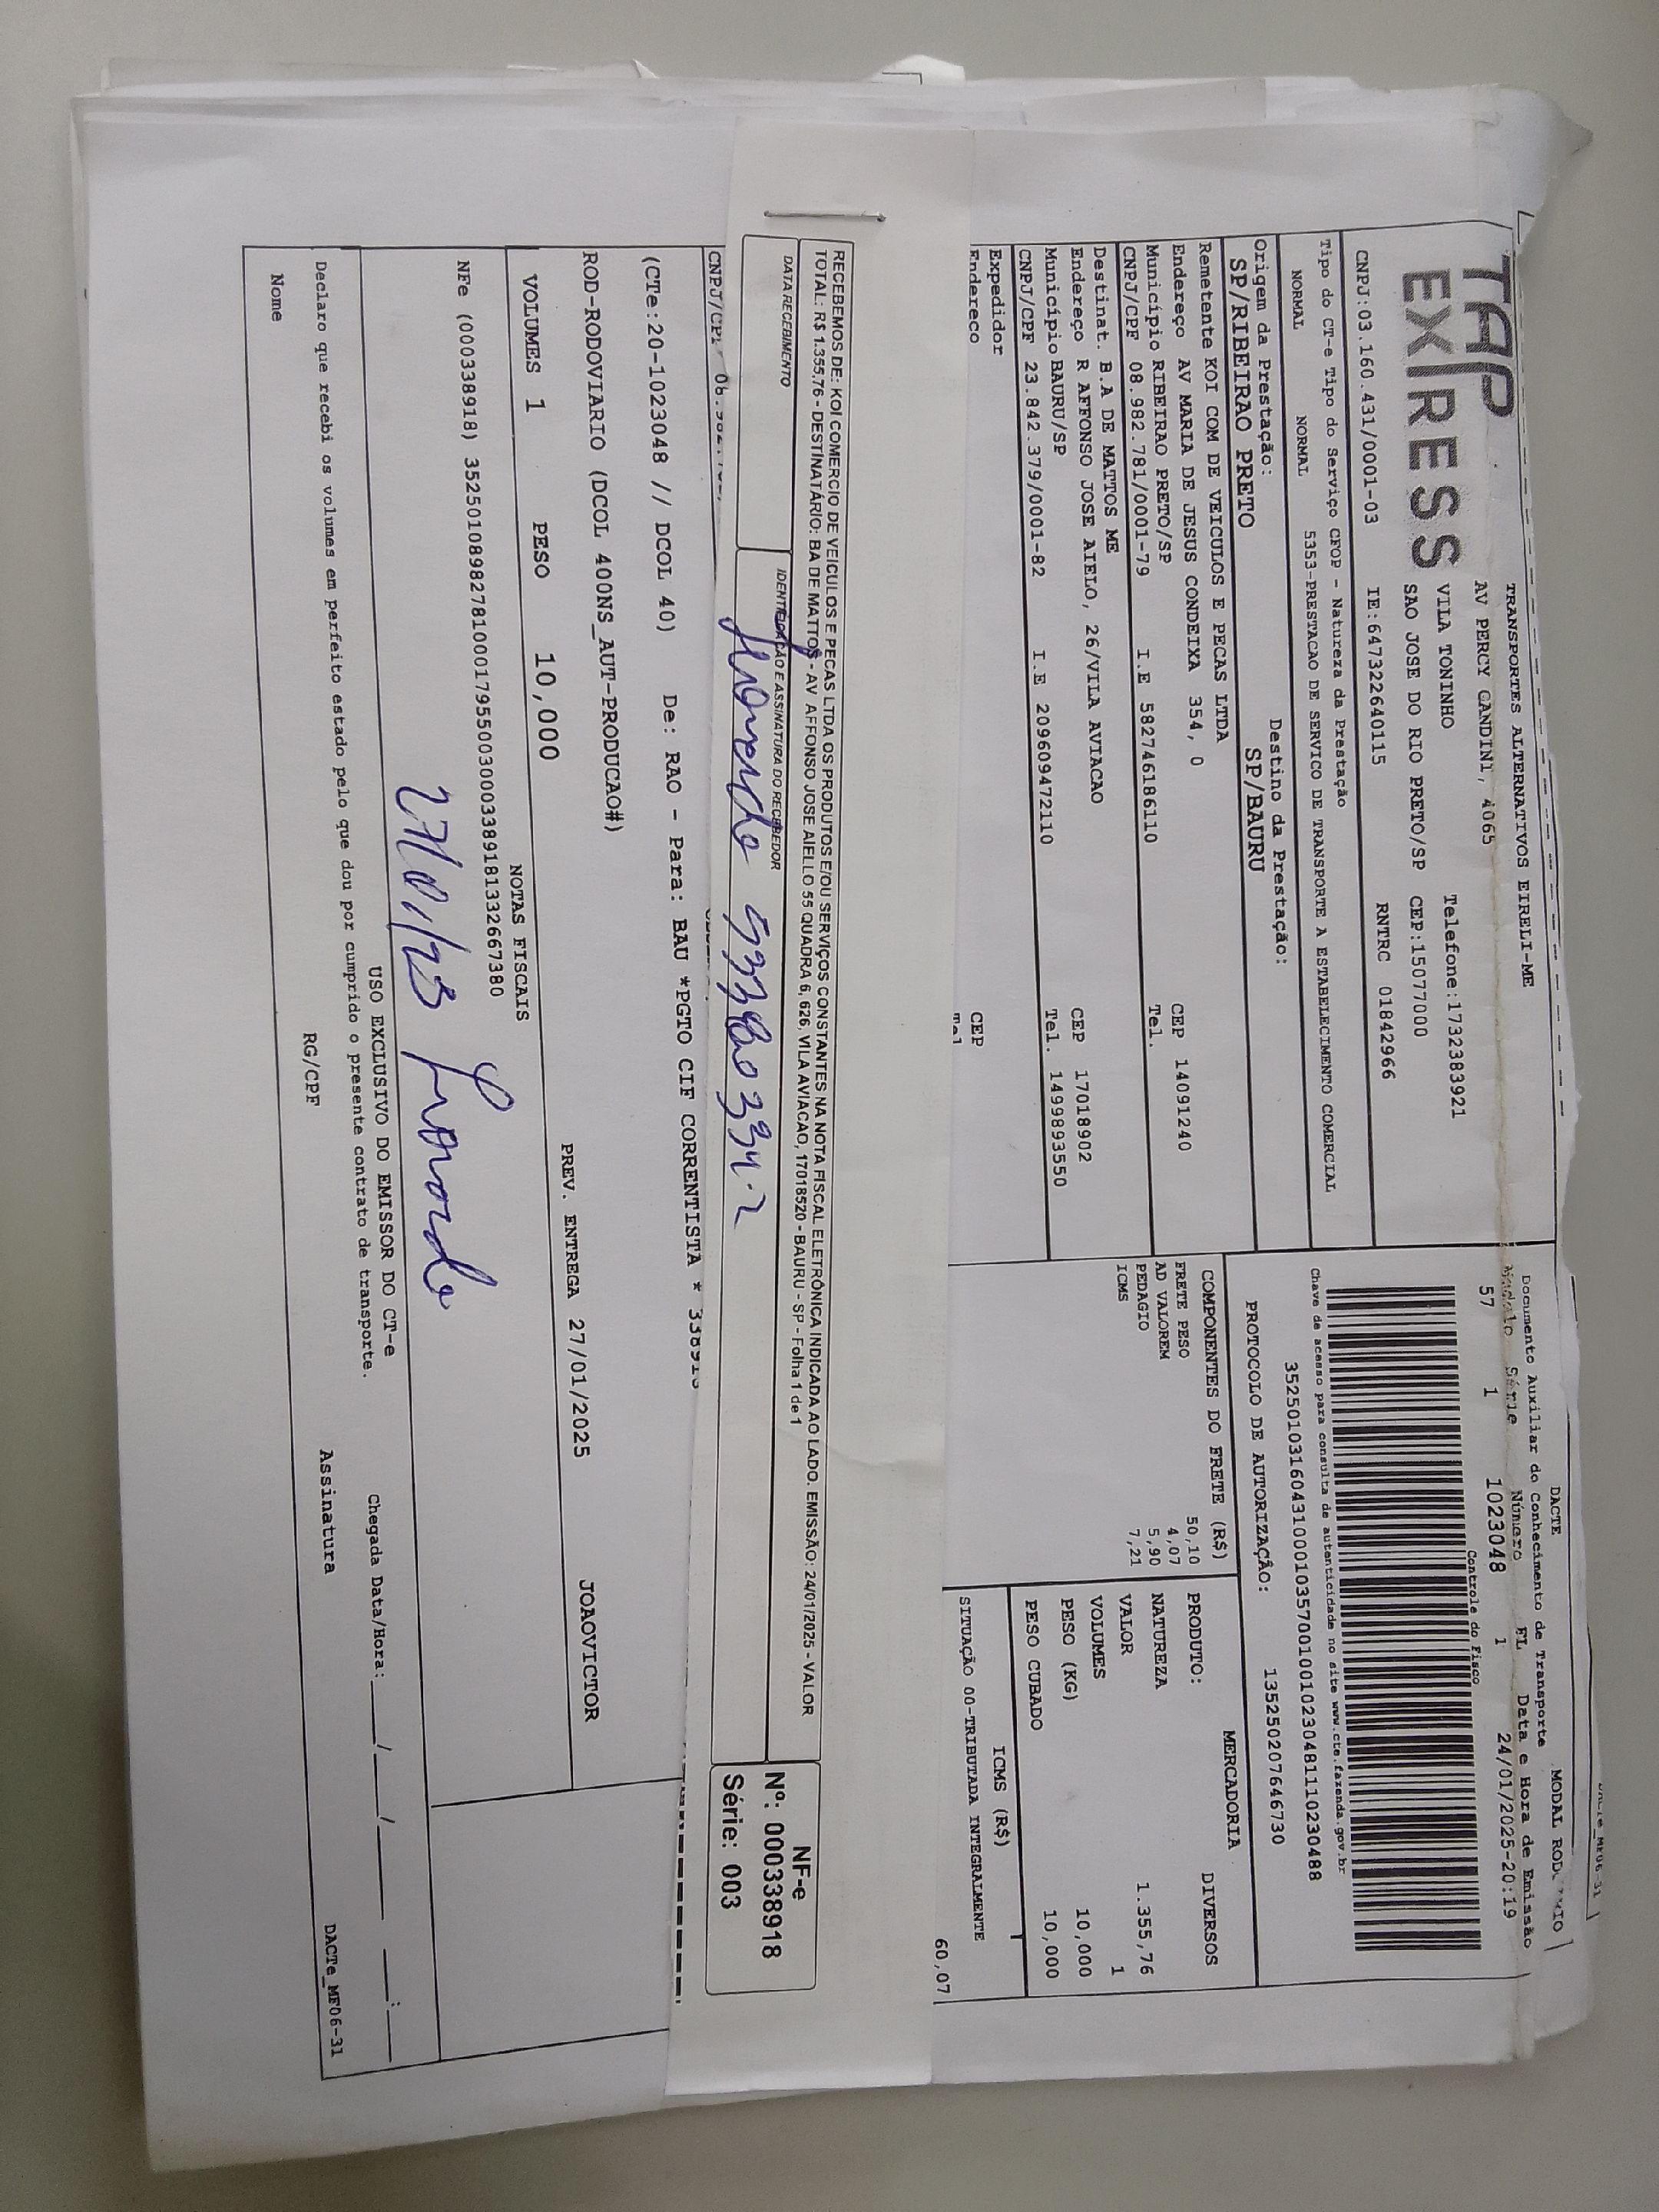 TAP
EXPRESS
TRANSPORTES ALTERNATIVOS EIRELI-ME
AV PERCY GANDINI, 4065
VILA TONINHO
Telefone:1732383921
SAO JOSE DO RIO PRETO/SP CEP:15077000
CNPJ:03.160.431/0001-03 IE:647322640115 RNTRC 01842966
Tipo do CT-e Tipo do Serviço CFOP - Natureza da Prestação
NORMAL NORMAL 5353-PRESTACAO DE SERVICO DE TRANSPORTE A ESTABELECIMENTO COMERCIAL
Origem da Prestação: Destino da Prestação:
SP/RIBEIRAO PRETO SP/BAURU
Remetente KOI COM DE VEICULOS E PECAS LTDA
Endereço AV MARIA DE JESUS CONDEIXA 354, 0 CEP 14091240
Município RIBEIRAO PRETO/SP Tel.
CNPJ/CPF 08.982.781/0001-79 I.E 582746186110
Destinat. B.A DE MATTOS ME
Endereço R AFFONSO JOSE AIELO, 26/VILA AVIACAO CEP 17018902
Município BAURU/SP Tel. 1499893550
CNPJ/CPF 23.842.379/0001-82 I.E 209609472110
Expedidor
Endereco CEP
Tel
DACTE
MF06-31
Documento Auxiliar do Conhecimento de Transporte
MODAL
Modelo Série Número FL Data e Hora de Emissão
57 1 1023048 1 24/01/2025-20:19
Controle do Fisco
Chave de acesso para consulta de autenticidade no site www.cte.fazenda.gov.br
35250103160431000103570010010230481110230488
PROTOCOLO DE AUTORIZAÇÃO: 135250207646730
COMPONENTES DO FRETE (R$)
FRETE PESO 50,10
AD VALOREM 4,07
PEDAGIO 5,90
ICMS 7,21
MERCADORIA
PRODUTO: DIVERSOS
NATUREZA
VALOR 1.355,76
VOLUMES 1
PESO (KG) 10,000
PESO CUBADO 10,000
ICMS (R$)
SITUAÇÃO 00-TRIBUTADA INTEGRALMENTE
60,07
RECEBEMOS DE: KOI COMERCIO DE VEICULOS E PECAS LTDA OS PRODUTOS E/OU SERVIÇOS CONSTANTES NA NOTA FISCAL ELETRÔNICA INDICADA AO LADO. EMISSÃO: 24/01/2025 - VALOR
TOTAL: R$ 1.355,76 - DESTINATÁRIO: BA DE MATTOS - AV AFFONSO JOSE AIELLO 55 QUADRA 6, 626, VILA AVIACAO, 17018520 - BAURU - SP - Folha 1 de 1
DATA RECEBIMENTO IDENTIFICAÇÃO E ASSINATURA DO RECEBEDOR
NF-e
Nº: 000338918
Série: 003
CNPJ/CPF
(CTe:20-1023048 // DCOL 40) De: RAO - Para: BAU *PGTO CIF CORRENTISTA * 338918
ROD-RODOVIARIO (DCOL 400NS_AUT-PRODUCAO#)
PREV. ENTREGA 27/01/2025 JOAOVICTOR
VOLUMES 1 PESO 10,000
NOTAS FISCAIS
NFe (000338918) 35250108982781000179550030003389181332667380
27/01/25
USO EXCLUSIVO DO EMISSOR DO CT-e
Chegada Data/Hora:___/___/____ __:__
Declaro que recebi os volumes em perfeito estado pelo que dou por cumprido o presente contrato de transporte.
Nome RG/CPF Assinatura
DACTe_MF06-31